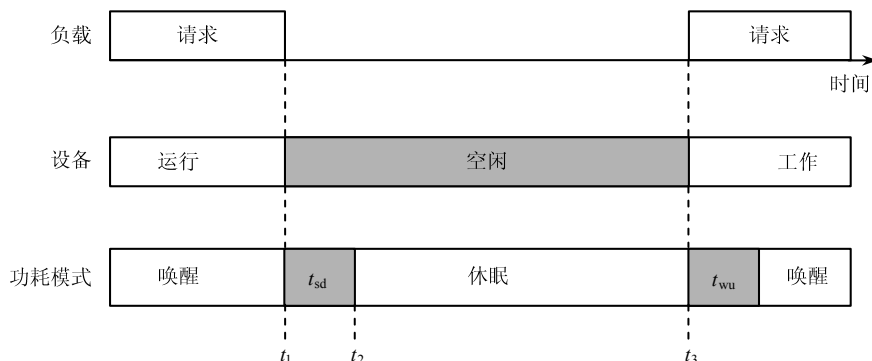 负载 请求 请求
时间
设备 运行 空闲 工作
功耗模式 唤醒 tsd 休眠 twu 唤醒
t1 t2 t3